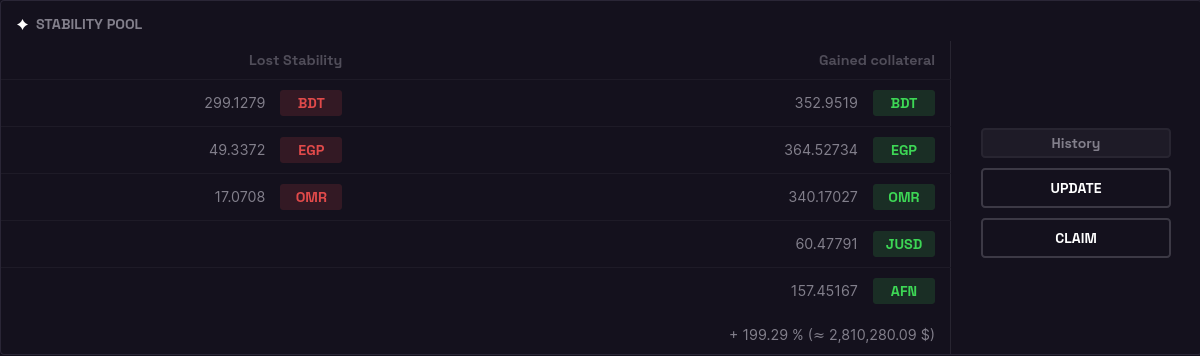 STABILITY POOL
Lost Stability Gained collateral
299.1279 BDT 352.9519 BDT
49.3372 EGP 364.52734 EGP
History
17.0708 OMR 340.17027 OMR
UPDATE
60.47791 JUSD
CLAIM
157.45167 AFN
+ 199.29 % (≈ 2,810,280.09 $)